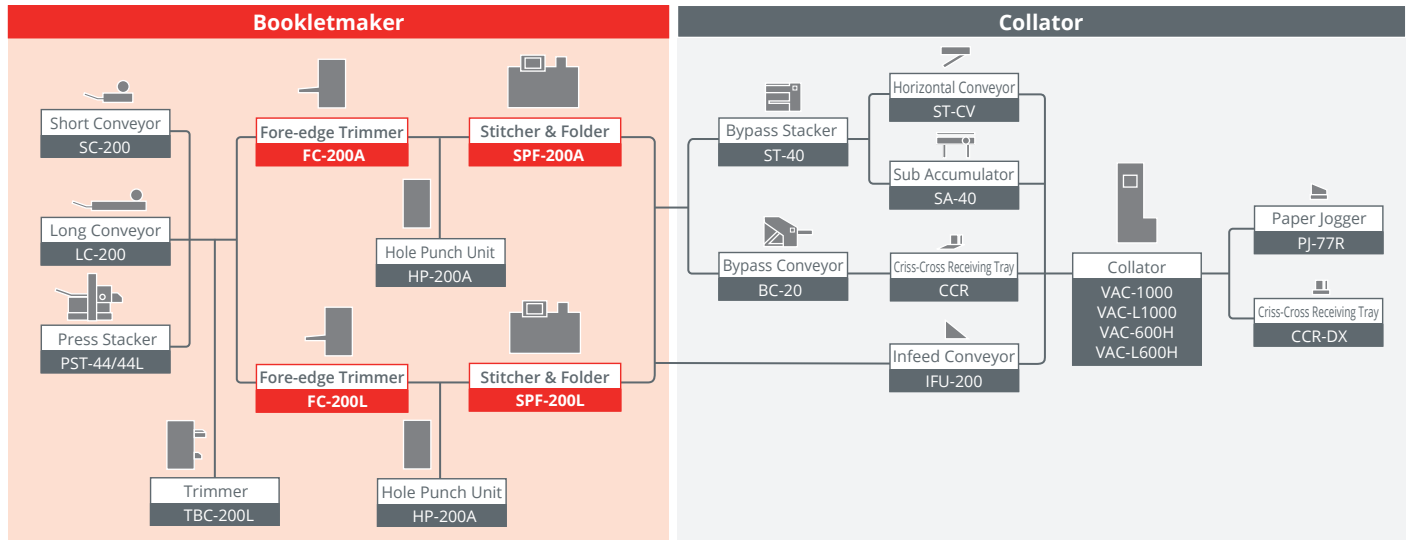 Bookletmaker
Short Conveyor
SC-200
Long Conveyor
LC-200
Press Stacker
PST-44/44L
Trimmer
TBC-200L
Fore-edge Trimmer
FC-200A
Hole Punch Unit
HP-200A
Stitcher & Folder
SPF-200A
Fore-edge Trimmer
FC-200L
Hole Punch Unit
HP-200A
Stitcher & Folder
SPF-200L
Collator
Bypass Stacker
ST-40
Horizontal Conveyor
ST-CV
Sub Accumulator
SA-40
Bypass Conveyor
BC-20
Criss-Cross Receiving Tray
CCR
Infeed Conveyor
IFU-200
Collator
VAC-1000
VAC-L1000
VAC-600H
VAC-L600H
Paper Jogger
PJ-77R
Criss-Cross Receiving Tray
CCR-DX